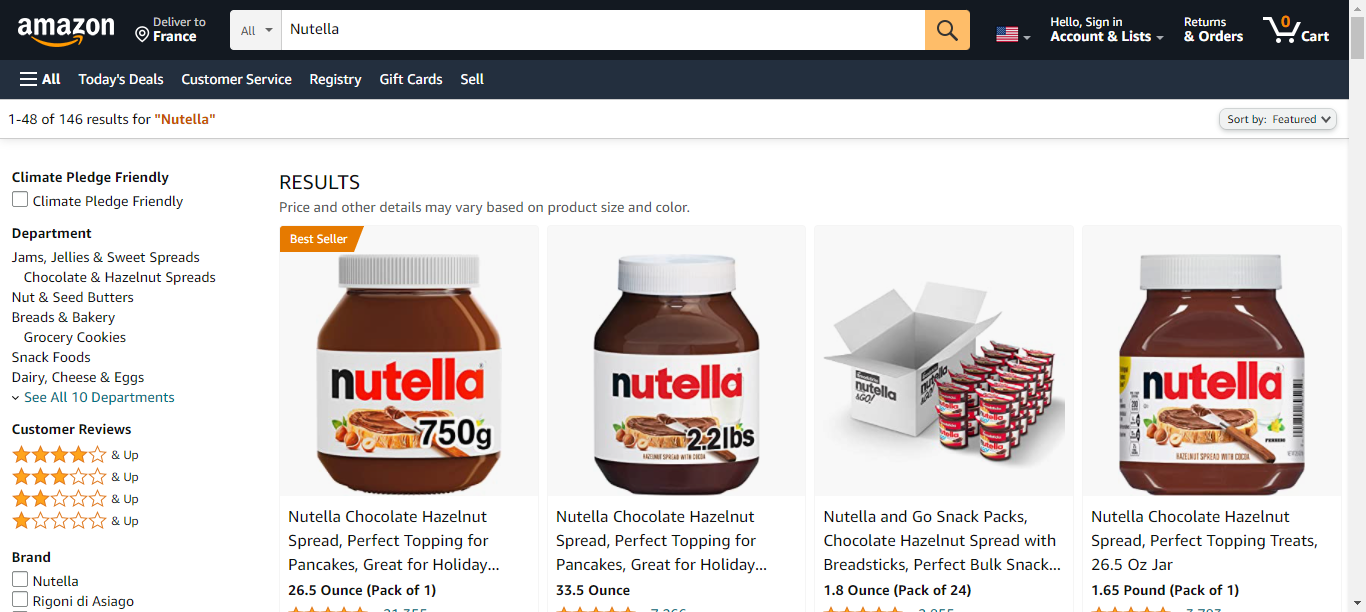 amazon
Deliver to
France
All
Nutella
Hello, Sign in
Account & Lists
Returns
& Orders
0
Cart
All
Today's Deals
Customer Service
Registry
Gift Cards
Sell
1-48 of 146 results for "Nutella"
Sort by: Featured
Climate Pledge Friendly
Climate Pledge Friendly
Department
Jams, Jellies & Sweet Spreads
Chocolate & Hazelnut Spreads
Nut & Seed Butters
Breads & Bakery
Grocery Cookies
Snack Foods
Dairy, Cheese & Eggs
See All 10 Departments
Customer Reviews
& Up
& Up
& Up
& Up
Brand
Nutella
Rigoni di Asiago
RESULTS
Price and other details may vary based on product size and color.
Best Seller
nutella
750g
Nutella Chocolate Hazelnut
Spread, Perfect Topping for
Pancakes, Great for Holiday...
26.5 Ounce (Pack of 1)
21,355
nutella
2.2lbs
HAZELNUT SPREAD WITH COCOA
Nutella Chocolate Hazelnut
Spread, Perfect Topping for
Pancakes, Great for Holiday...
33.5 Ounce
7,266
nutella
&GO!
Nutella and Go Snack Packs,
Chocolate Hazelnut Spread with
Breadsticks, Perfect Bulk Snack...
1.8 Ounce (Pack of 24)
2,855
nutella
FERRERO
HAZELNUT SPREAD WITH COCOA
Nutella Chocolate Hazelnut
Spread, Perfect Topping Treats,
26.5 Oz Jar
1.65 Pound (Pack of 1)
3,703